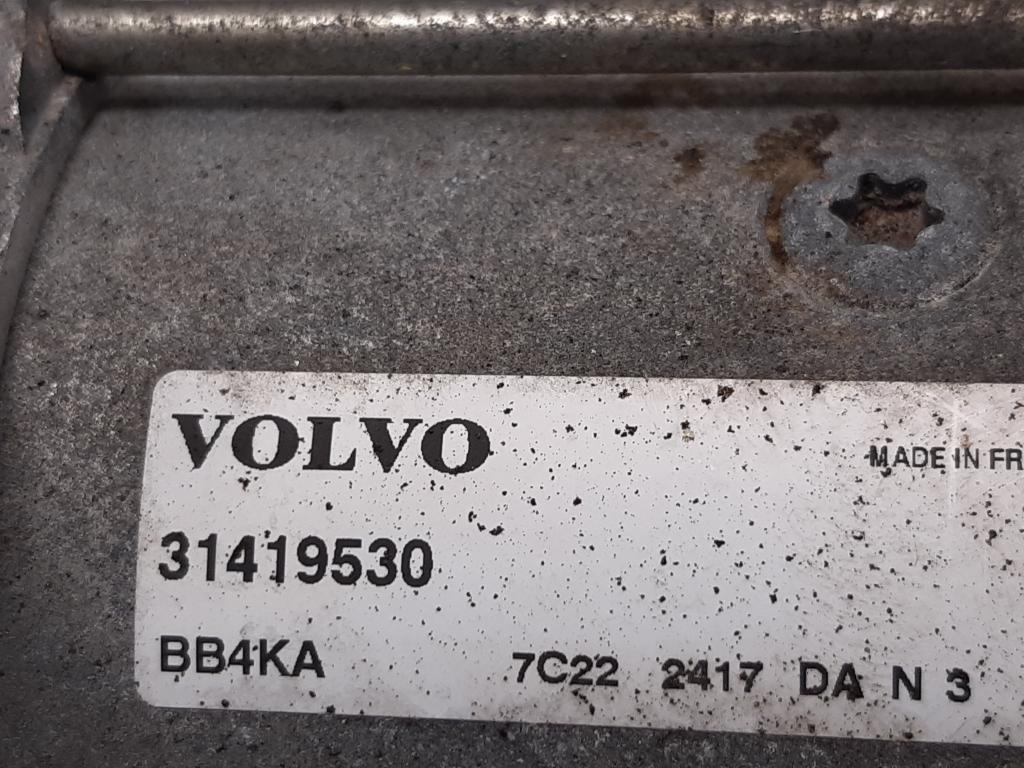 VOLVO
MADE IN FR
31419530
BB4KA 7C22 2417 DA N 3